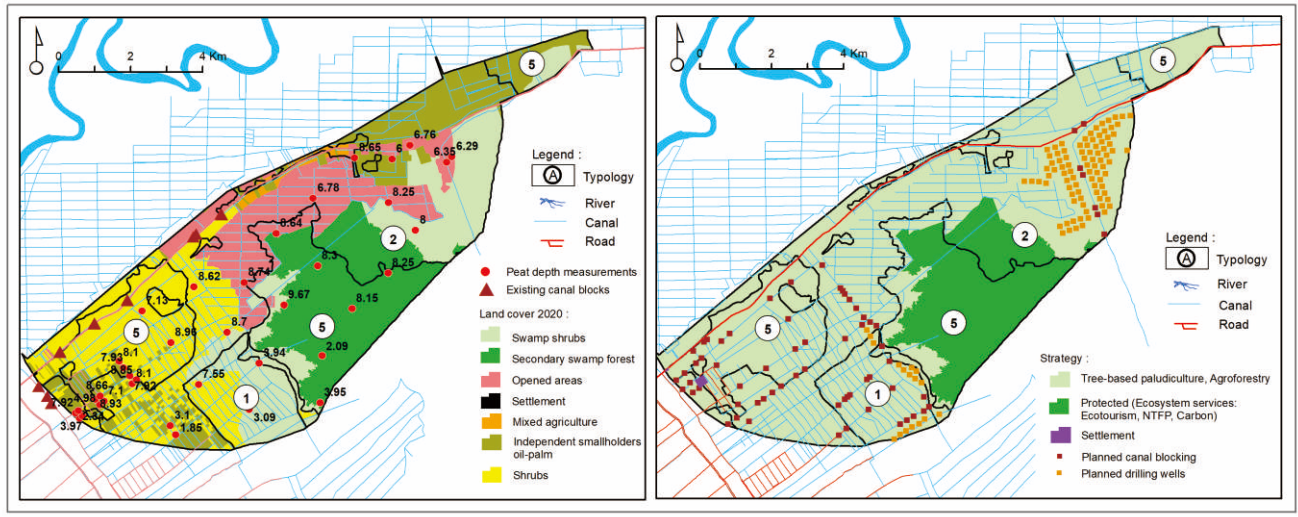 0 2 4 Km
5
6.76
8.65
6
6.35
6.29
6.78
8.25
8.64
8
2
8.3
8.25
8.74
8.62
9.67
8.15
7.13
5
5
8.7
8.96
2.09
3.94
7.93
8.1
8.85
8.1
7.92
7.55
8.66
7.1
3.95
1
4.98
8.93
7.92
2.34
3.09
3.1
3.97
1.85
Legend :
A Typology
River
Canal
Road
Peat depth measurements
Existing canal blocks
Land cover 2020 :
Swamp shrubs
Secondary swamp forest
Opened areas
Settlement
Mixed agriculture
Independent smallholders
oil-palm
Shrubs
0 2 4 Km
5
2
5
5
1
Legend :
A Typology
River
Canal
Road
Strategy :
Tree-based paludiculture, Agroforestry
Protected (Ecosystem services:
Ecotourism, NTFP, Carbon)
Settlement
Planned canal blocking
Planned drilling wells